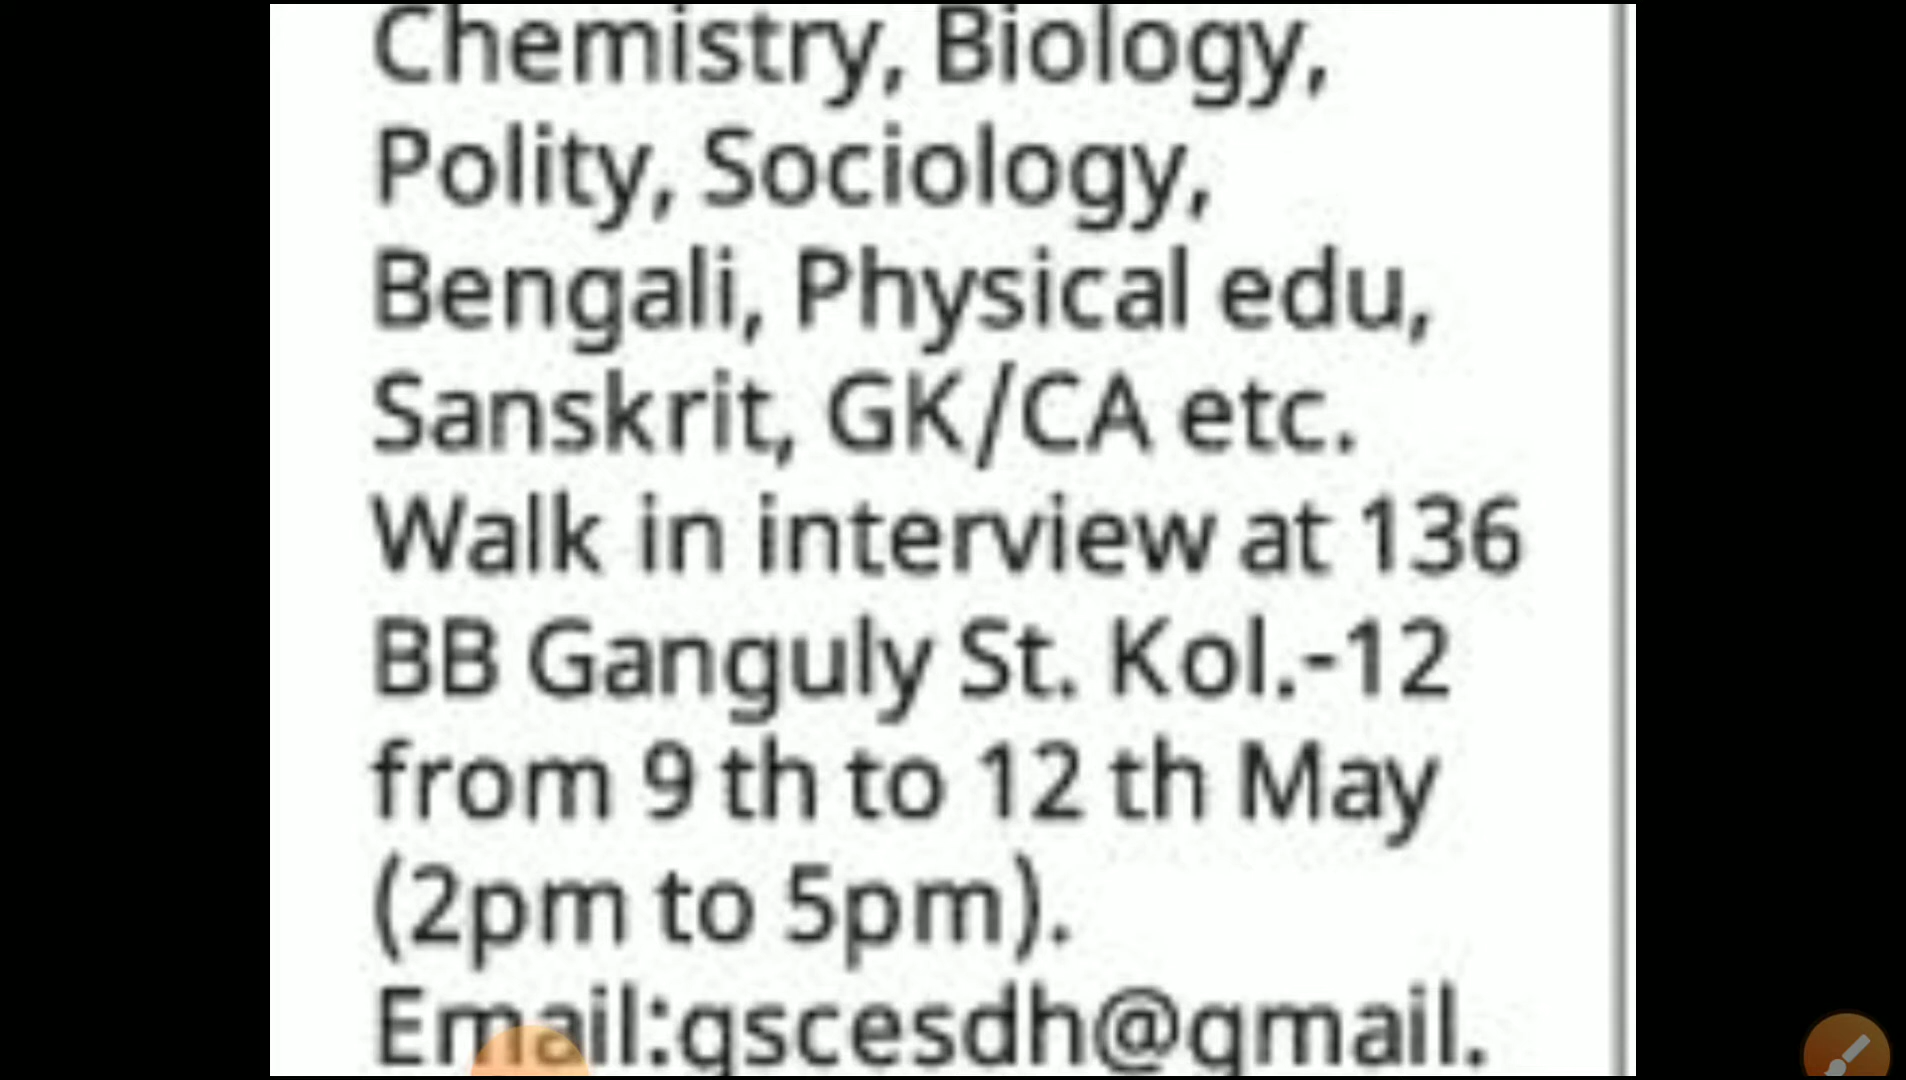 Chemistry, Biology,
Polity, Sociology,
Bengali, Physical edu,
Sanskrit, GK/CA etc.
Walk in interview at 136
BB Ganguly St. Kol.-12
from 9 th to 12 th May
(2pm to 5pm).
Email:gscesdh@gmail.